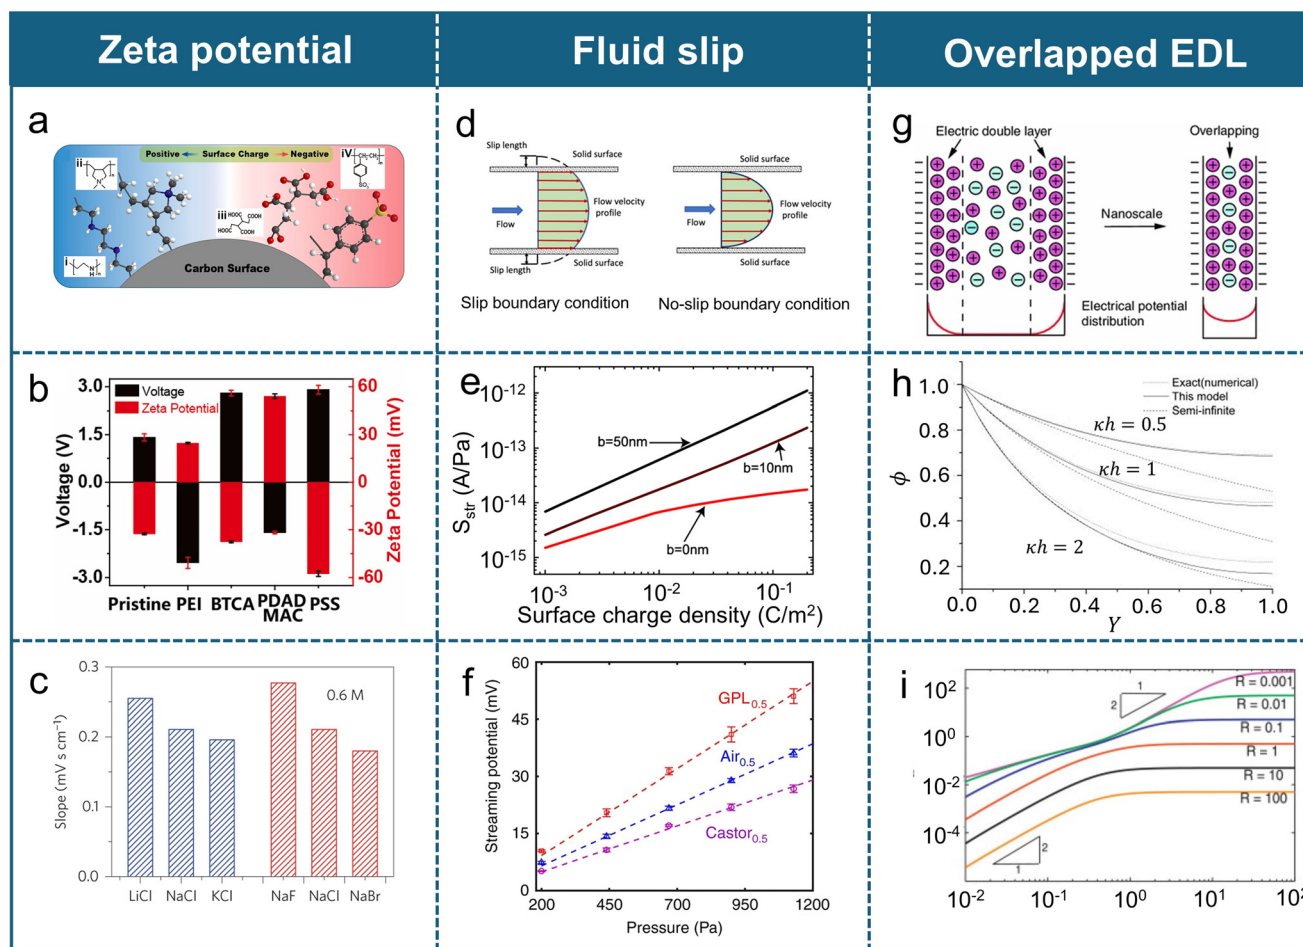 Zeta potential
Fluid slip
Overlapped EDL
a
ii
iV
Positive
Surface Charge
Negative
iii
HOOC
COOH
HOOC
COOH
i
Carbon Surface
b
3.0
1.5
0.0
-1.5
-3.0
Voltage (V)
Voltage
Zeta Potential
60
30
0
-30
-60
Zeta Potential (mV)
Pristine PEI BTCA PDAD PSS
MAC
c
0.3
0.2
0.1
0.0
Slope (mV s cm⁻¹)
0.6 M
LiCl NaCl KCl NaF NaCl NaBr
d
Slip length
Solid surface
Flow
Flow velocity
profile
Slip length
Solid surface
Slip boundary condition
Solid surface
Flow
Flow velocity
profile
Solid surface
No-slip boundary condition
e
10⁻¹²
10⁻¹³
10⁻¹⁴
10⁻¹⁵
Sstr (A/Pa)
b=50nm
b=10nm
b=0nm
10⁻³ 10⁻² 10⁻¹
Surface charge density (C/m²)
f
60
45
30
15
0
Streaming potential (mV)
GPL0.5
Air0.5
Castor0.5
200 450 700 950 1200
Pressure (Pa)
g
Electric double layer
Overlapping
Nanoscale
Electrical potential
distribution
h
1.0
0.8
0.6
0.4
0.2
ϕ
Exact(numerical)
This model
Semi-infinite
κh = 0.5
κh = 1
κh = 2
0.0 0.2 0.4 0.6 0.8 1.0
Y
i
10²
10⁰
10⁻²
10⁻⁴
1
2
R = 0.001
R = 0.01
R = 0.1
R = 1
R = 10
R = 100
2
1
10⁻² 10⁻¹ 10⁰ 10¹ 10²